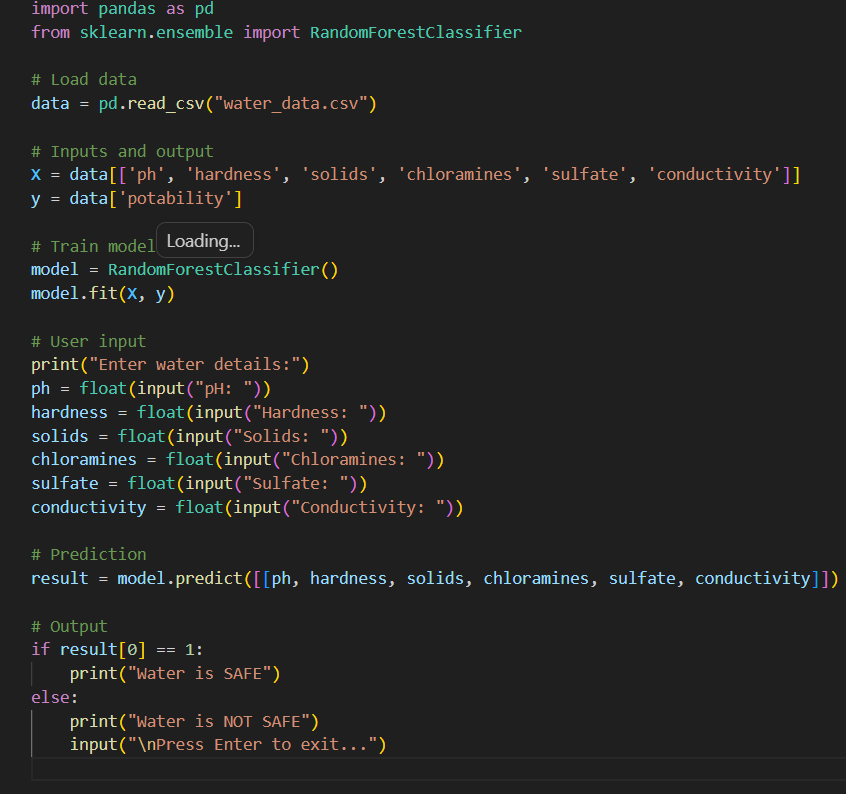 import pandas as pd
from sklearn.ensemble import RandomForestClassifier
# Load data
data = pd.read_csv("water_data.csv")
# Inputs and output
X = data[['ph', 'hardness', 'solids', 'chloramines', 'sulfate', 'conductivity']]
y = data['potability']
# Train model
Loading...
model = RandomForestClassifier()
model.fit(X, y)
# User input
print("Enter water details:")
ph = float(input("pH: "))
hardness = float(input("Hardness: "))
solids = float(input("Solids: "))
chloramines = float(input("Chloramines: "))
sulfate = float(input("Sulfate: "))
conductivity = float(input("Conductivity: "))
# Prediction
result = model.predict([[ph, hardness, solids, chloramines, sulfate, conductivity]])
# Output
if result[0] == 1:
    print("Water is SAFE")
else:
    print("Water is NOT SAFE")
    input("\nPress Enter to exit...")